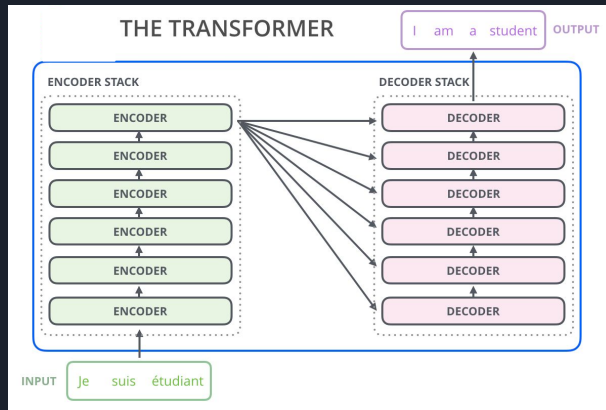 THE TRANSFORMER
I am a student OUTPUT
ENCODER STACK
DECODER STACK
ENCODER
ENCODER
ENCODER
ENCODER
ENCODER
ENCODER
DECODER
DECODER
DECODER
DECODER
DECODER
DECODER
INPUT Je suis étudiant